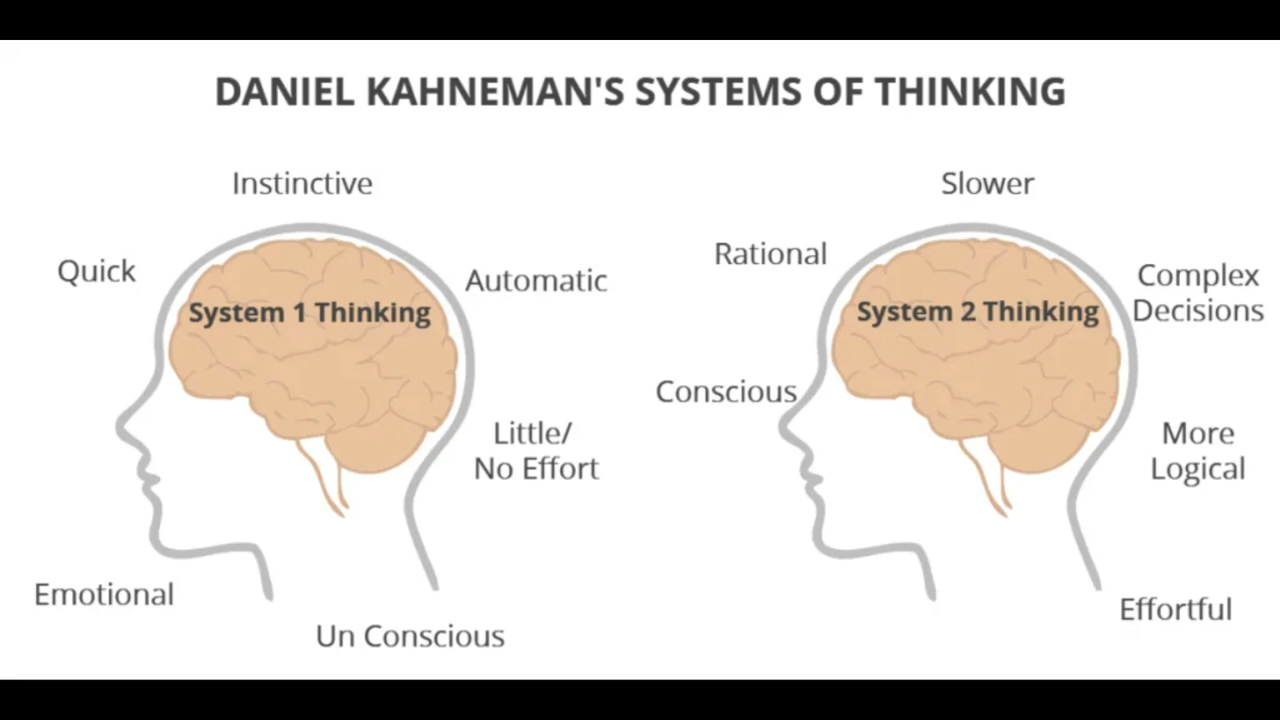 DANIEL KAHNEMAN'S SYSTEMS OF THINKING
Instinctive
Quick
Automatic
System 1 Thinking
Little/
No Effort
Emotional
Un Conscious
Slower
Rational
Complex
Decisions
System 2 Thinking
Conscious
More
Logical
Effortful